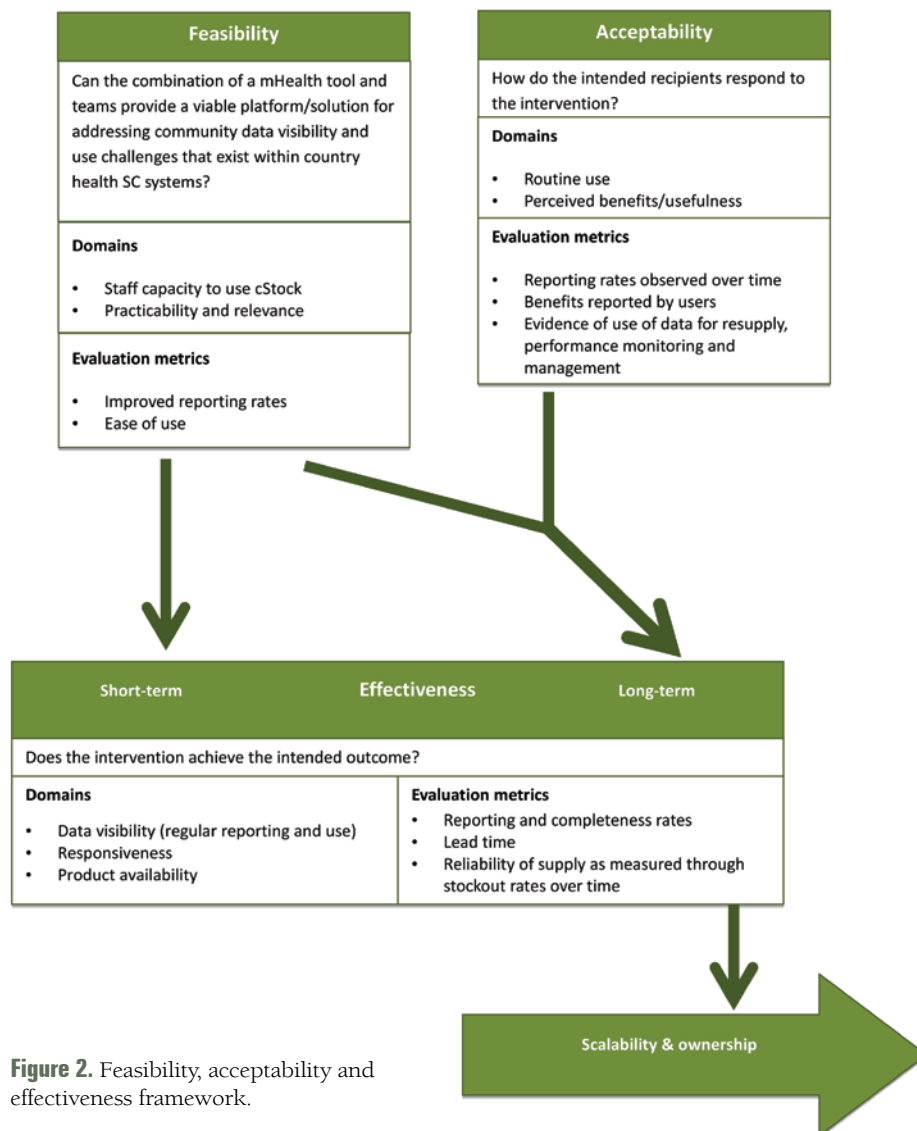 Feasibility
Can the combination of a mHealth tool and
teams provide a viable platform/solution for
addressing community data visibility and
use challenges that exist within country
health SC systems?
Domains
• Staff capacity to use cStock
• Practicability and relevance
Evaluation metrics
• Improved reporting rates
• Ease of use
Acceptability
How do the intended recipients respond to
the intervention?
Domains
• Routine use
• Perceived benefits/usefulness
Evaluation metrics
• Reporting rates observed over time
• Benefits reported by users
• Evidence of use of data for resupply,
performance monitoring and
management
Short-term Effectiveness Long-term
Does the intervention achieve the intended outcome?
Domains
• Data visibility (regular reporting and use)
• Responsiveness
• Product availability
Evaluation metrics
• Reporting and completeness rates
• Lead time
• Reliability of supply as measured through
stockout rates over time
Scalability & ownership
Figure 2. Feasibility, acceptability and
effectiveness framework.